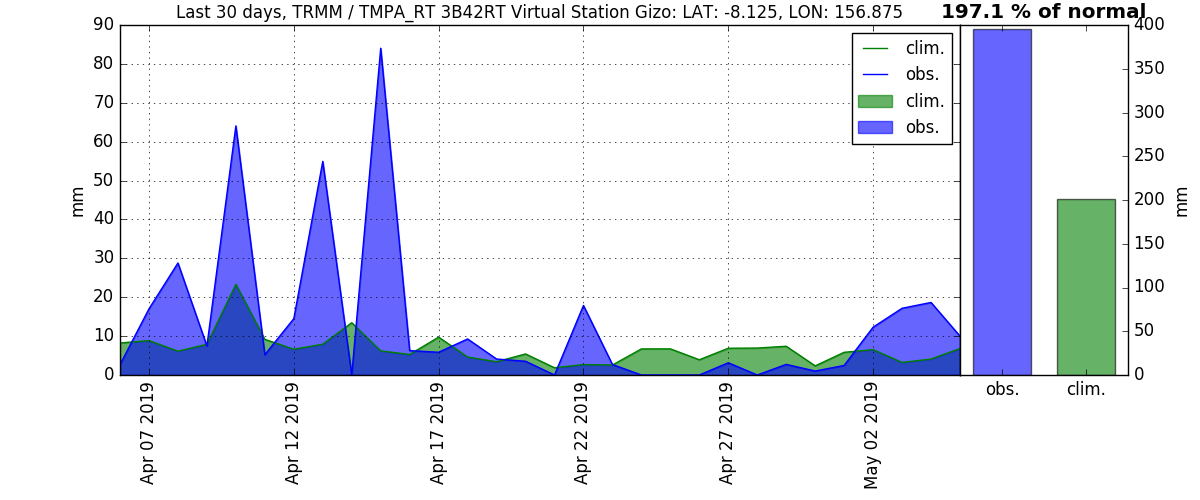 Last 30 days, TRMM / TMPA_RT 3B42RT Virtual Station Gizo: LAT: -8.125, LON: 156.875
197.1 % of normal
mm
90
80
70
60
50
40
30
20
10
0
clim.
obs.
clim.
obs.
Apr 07 2019
Apr 12 2019
Apr 17 2019
Apr 22 2019
Apr 27 2019
May 02 2019
400
350
300
250
200
150
100
50
0
mm
obs.
clim.